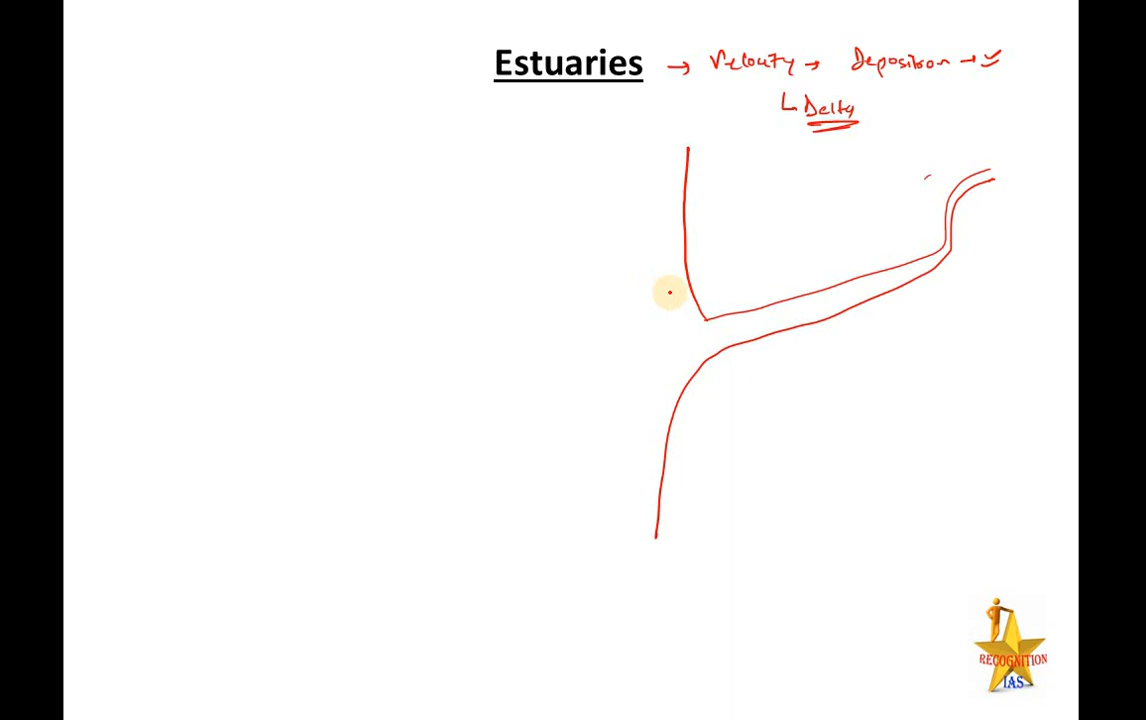 Estuaries → Velocity → Deposition →
↳ Delta
RECOGNITION
IAS